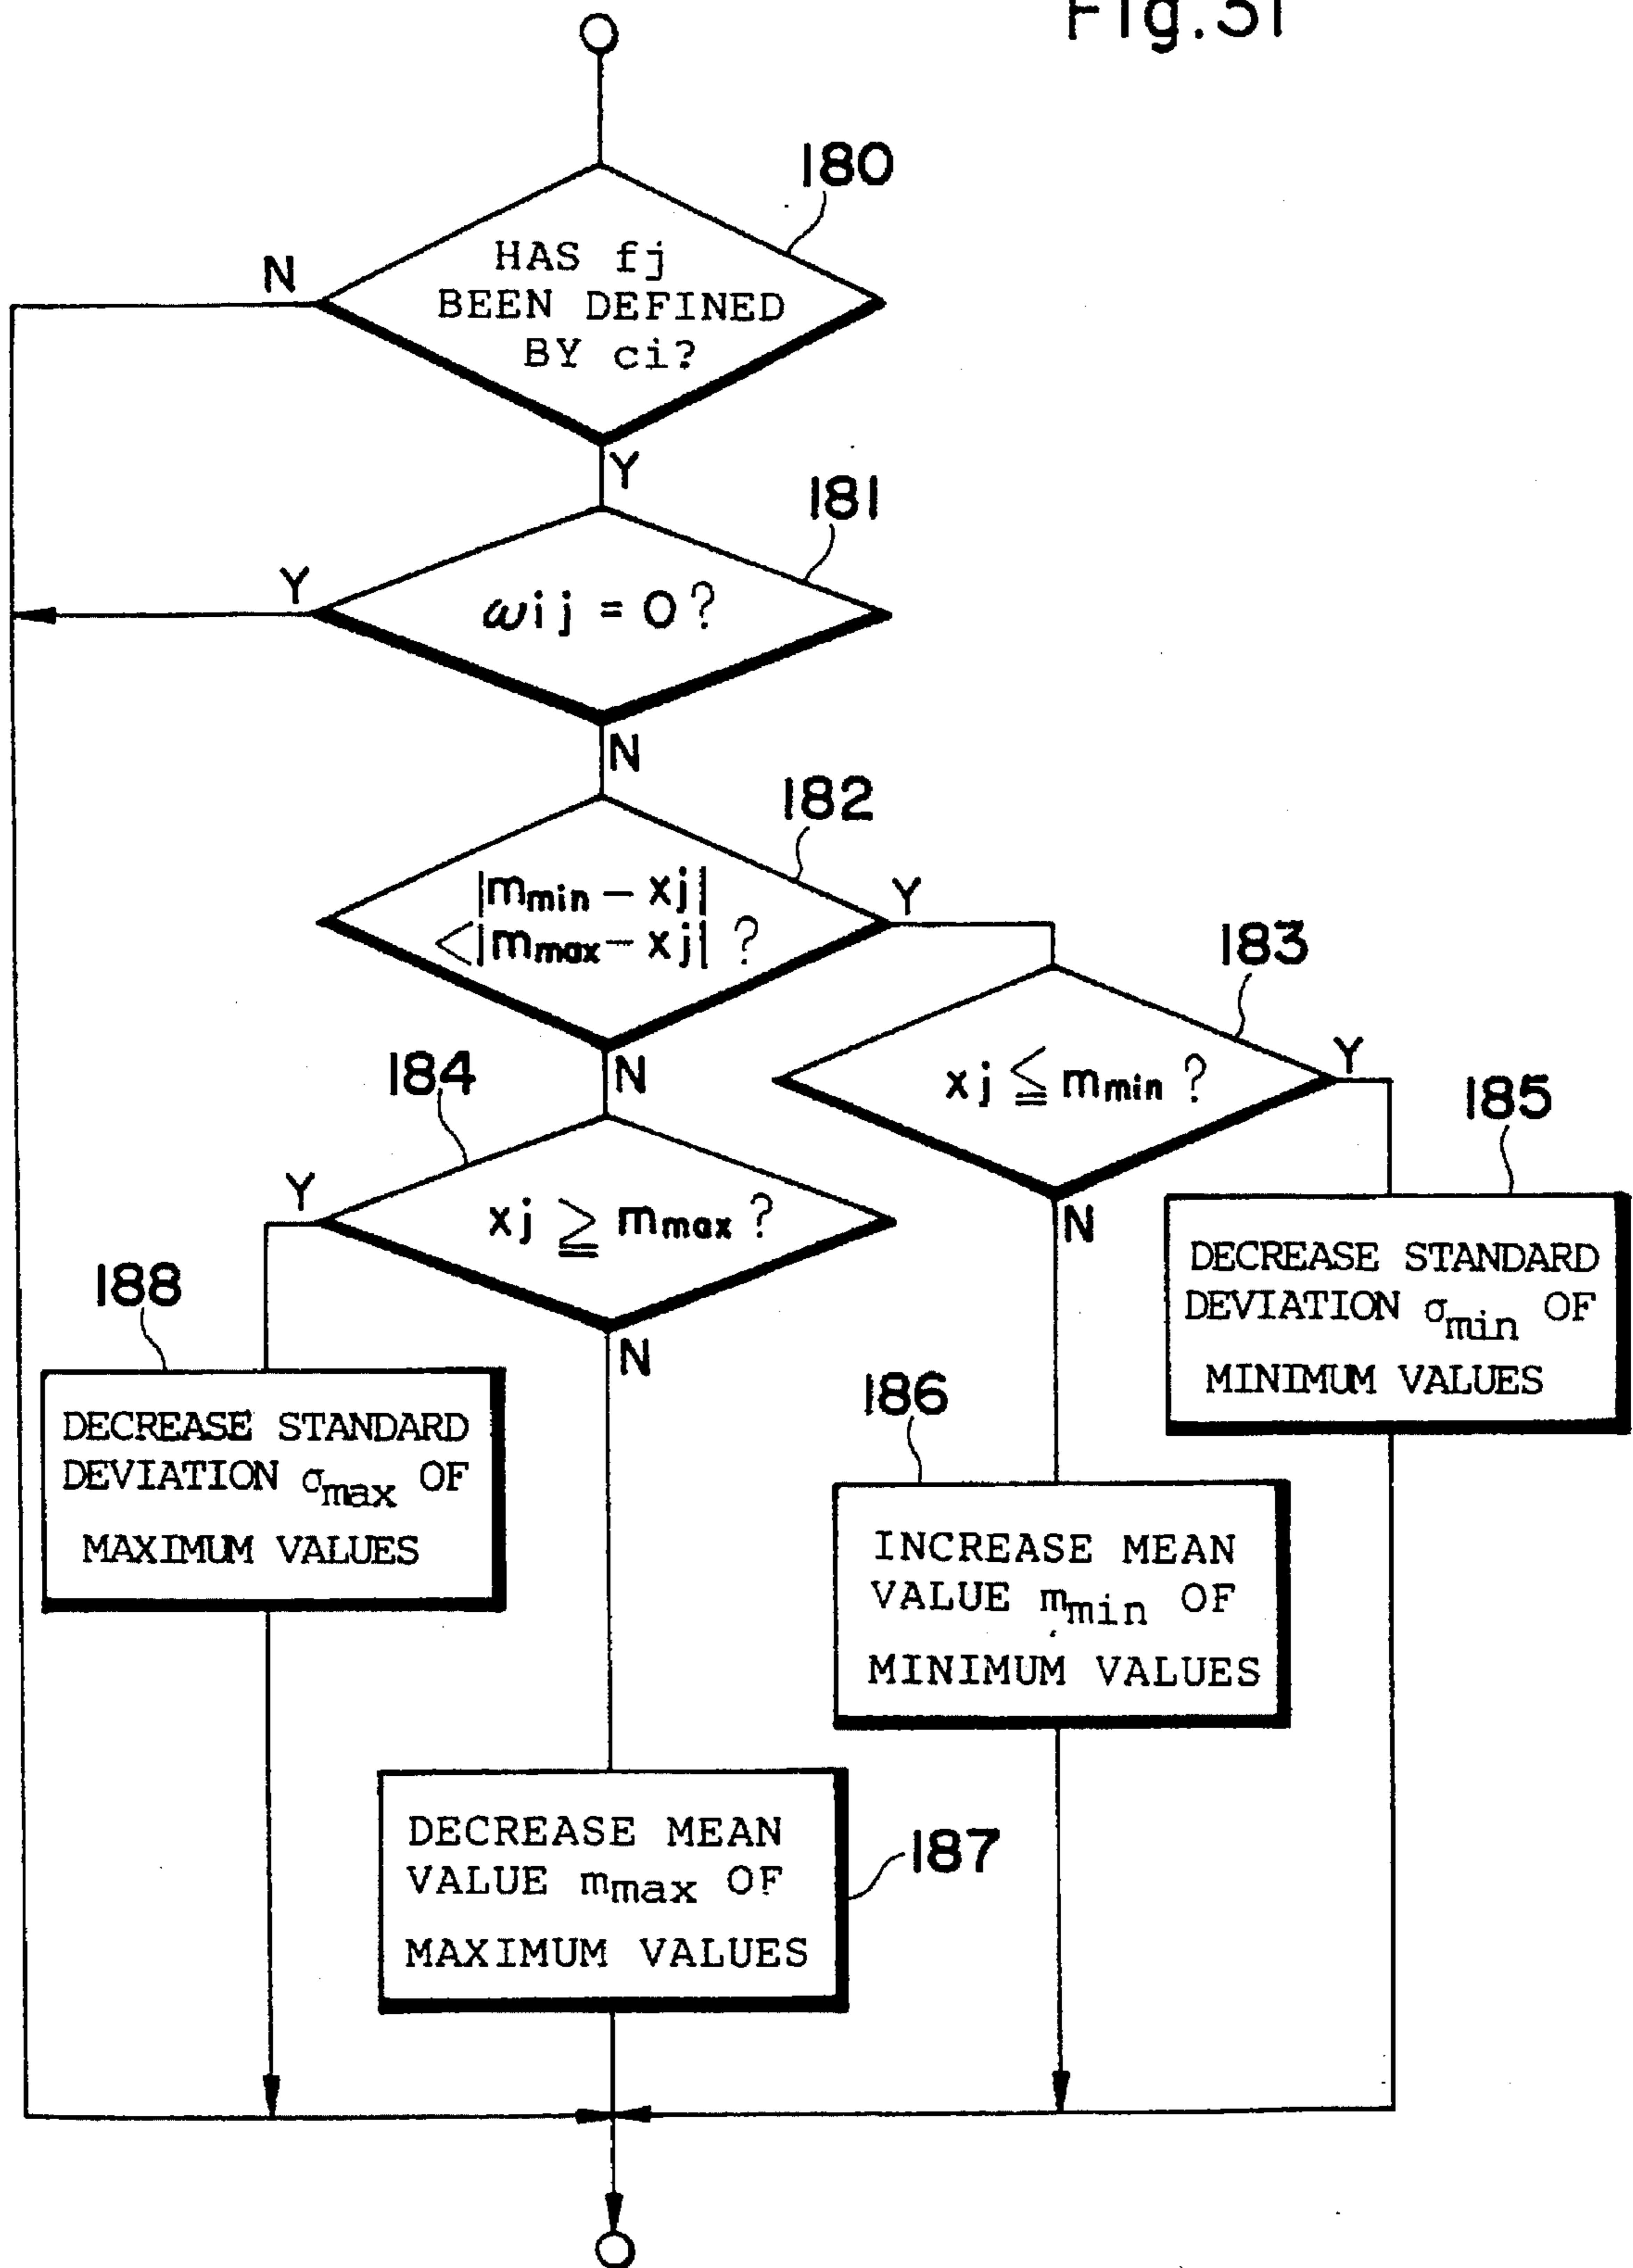 Fig.31
180
HAS fj
BEEN DEFINED
BY ci?
N
Y
181
ωij = 0?
Y
N
182
|mmin − xj|
<|mmax− xj| ?
Y
N
183
xj ≦ mmin ?
Y
N
184
xj ≧ mmax ?
Y
N
185
DECREASE STANDARD
DEVIATION σmin OF
MINIMUM VALUES
188
DECREASE STANDARD
DEVIATION σmax OF
MAXIMUM VALUES
186
INCREASE MEAN
VALUE mmin OF
MINIMUM VALUES
187
DECREASE MEAN
VALUE mmax OF
MAXIMUM VALUES